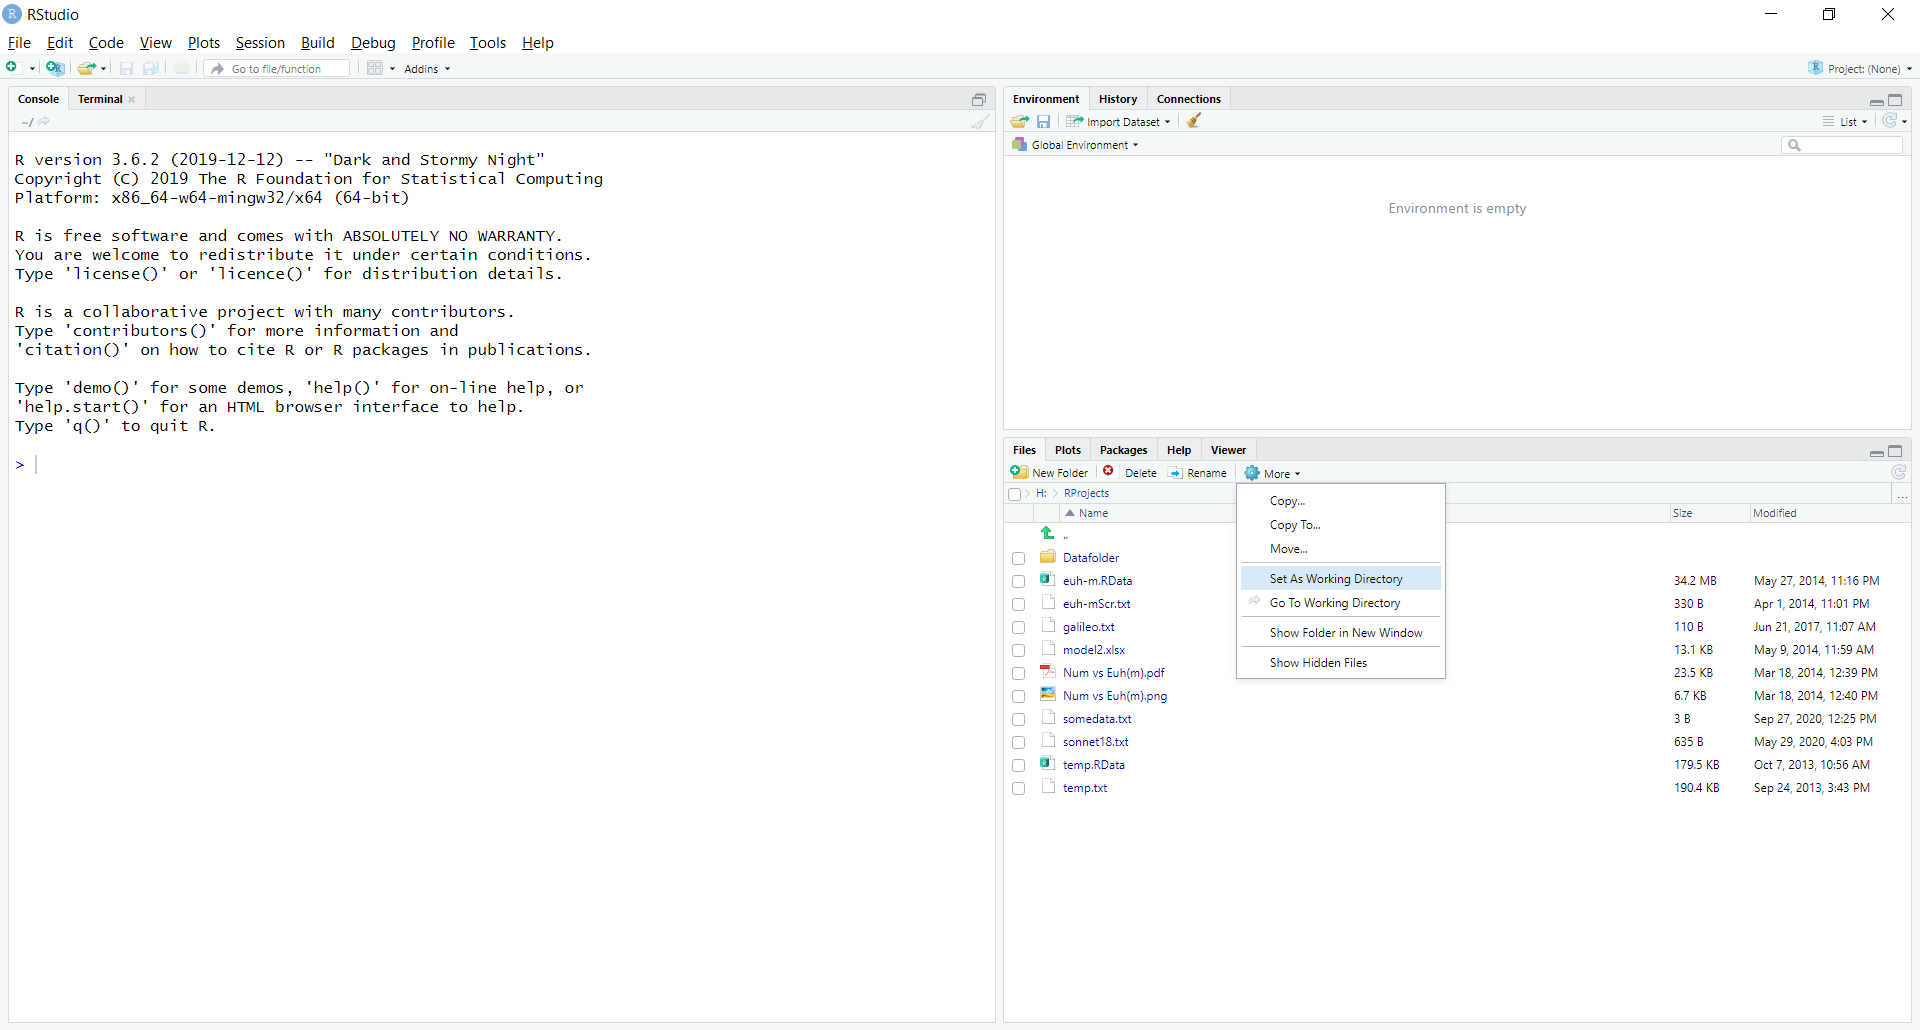 RStudio
File Edit Code View Plots Session Build Debug Profile Tools Help
Go to file/function Addins Project: (None)
Console Terminal
~/
R version 3.6.2 (2019-12-12) -- "Dark and Stormy Night"
Copyright (C) 2019 The R Foundation for Statistical Computing
Platform: x86_64-w64-mingw32/x64 (64-bit)
R is free software and comes with ABSOLUTELY NO WARRANTY.
You are welcome to redistribute it under certain conditions.
Type 'license()' or 'licence()' for distribution details.
R is a collaborative project with many contributors.
Type 'contributors()' for more information and
'citation()' on how to cite R or R packages in publications.
Type 'demo()' for some demos, 'help()' for on-line help, or
'help.start()' for an HTML browser interface to help.
Type 'q()' to quit R.
>
Environment History Connections
Import Dataset List
Global Environment
Environment is empty
Files Plots Packages Help Viewer
New Folder Delete Rename More
H: RProjects ...
Name Size Modified
..
Datafolder
euh-m.RData 34.2 MB May 27, 2014, 11:16 PM
euh-mScr.txt 330 B Apr 1, 2014, 11:01 PM
galileo.txt 110 B Jun 21, 2017, 11:07 AM
model2.xlsx 13.1 KB May 9, 2014, 11:59 AM
Num vs Euh(m).pdf 23.5 KB Mar 18, 2014, 12:39 PM
Num vs Euh(m).png 6.7 KB Mar 18, 2014, 12:40 PM
somedata.txt 3 B Sep 27, 2020, 12:25 PM
sonnet18.txt 635 B May 29, 2020, 4:03 PM
temp.RData 179.5 KB Oct 7, 2013, 10:56 AM
temp.txt 190.4 KB Sep 24, 2013, 3:43 PM
Copy...
Copy To...
Move...
Set As Working Directory
Go To Working Directory
Show Folder in New Window
Show Hidden Files